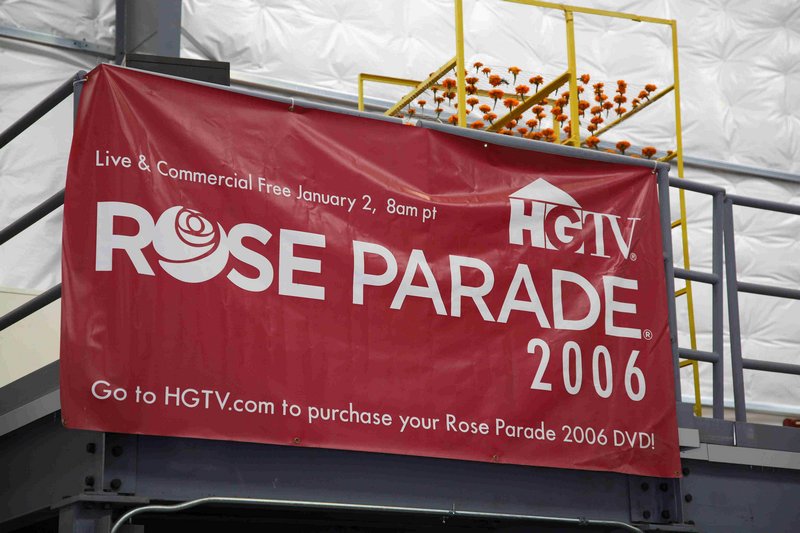 Live & Commercial Free January 2, 8am pt
HGTV®
ROSE PARADE®
2006
Go to HGTV.com to purchase your Rose Parade 2006 DVD!